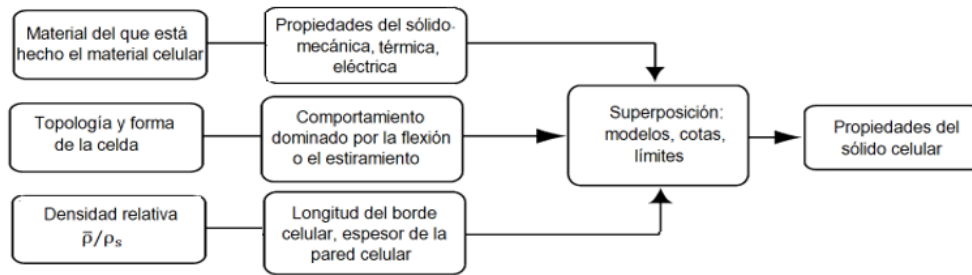 Material del que está
hecho el material celular
Propiedades del sólido-
mecánica, térmica,
eléctrica
Topología y forma
de la celda
Comportamiento
dominado por la flexión
o el estiramiento
Superposición:
modelos, cotas,
límites
Propiedades del
sólido celular
Densidad relativa
ρ̅/ρₛ
Longitud del borde
celular, espesor de la
pared celular